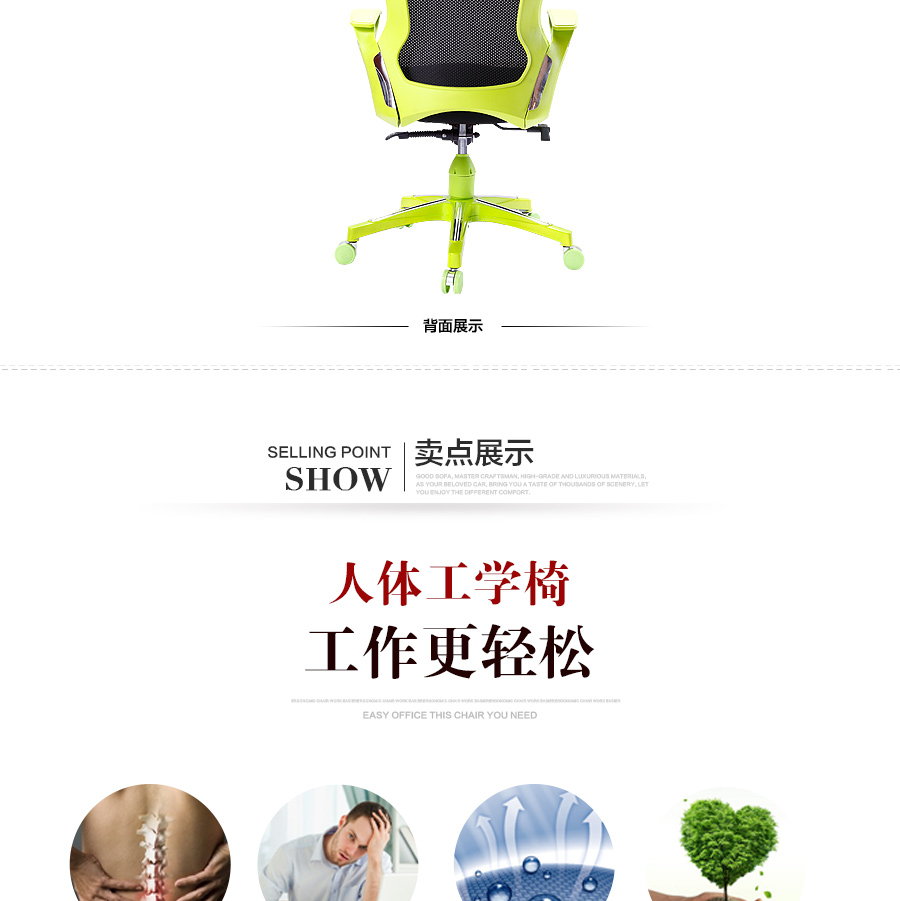 背面展示
SELLING POINT
SHOW
卖点展示
GOOD SOFA, MASTER CRAFTSMAN, HIGH-GRADE AND LUXURIOUS MATERIALS,
AS YOUR BELOVED CAR, BRING YOU A TASTE OF THOUSANDS OF SCENERY, LET
YOU ENJOY THE DIFFERENT COMFORT.
人体工学椅
工作更轻松
EASY OFFICE THIS CHAIR YOU NEED